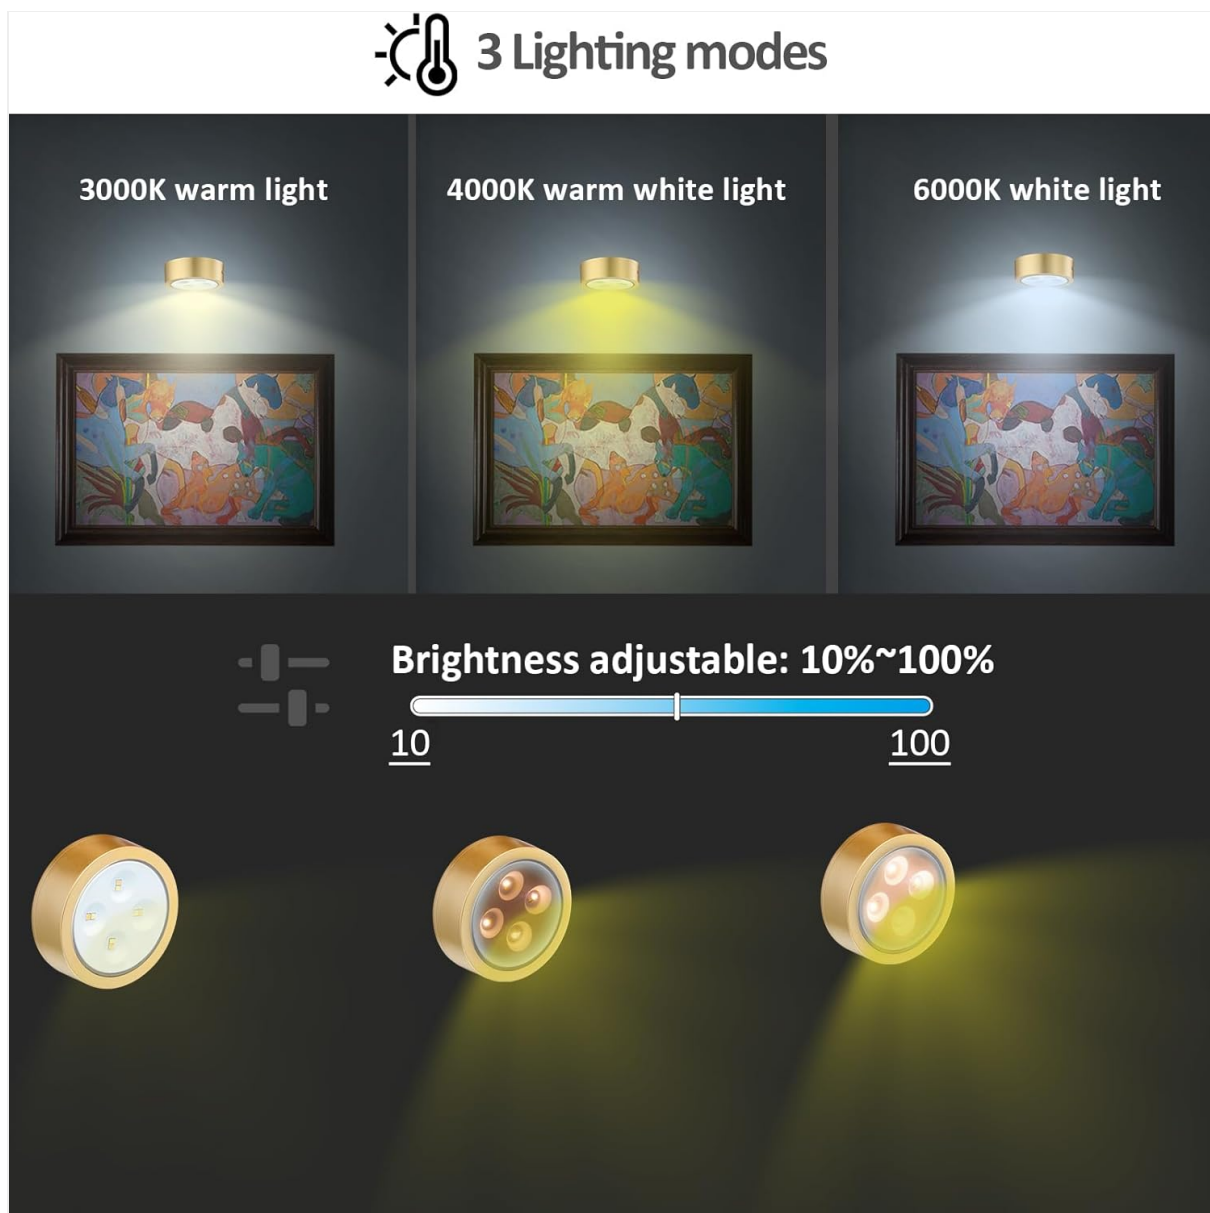 3 Lighting modes
3000K warm light
4000K warm white light
6000K white light
Brightness adjustable: 10%~100%
10
100